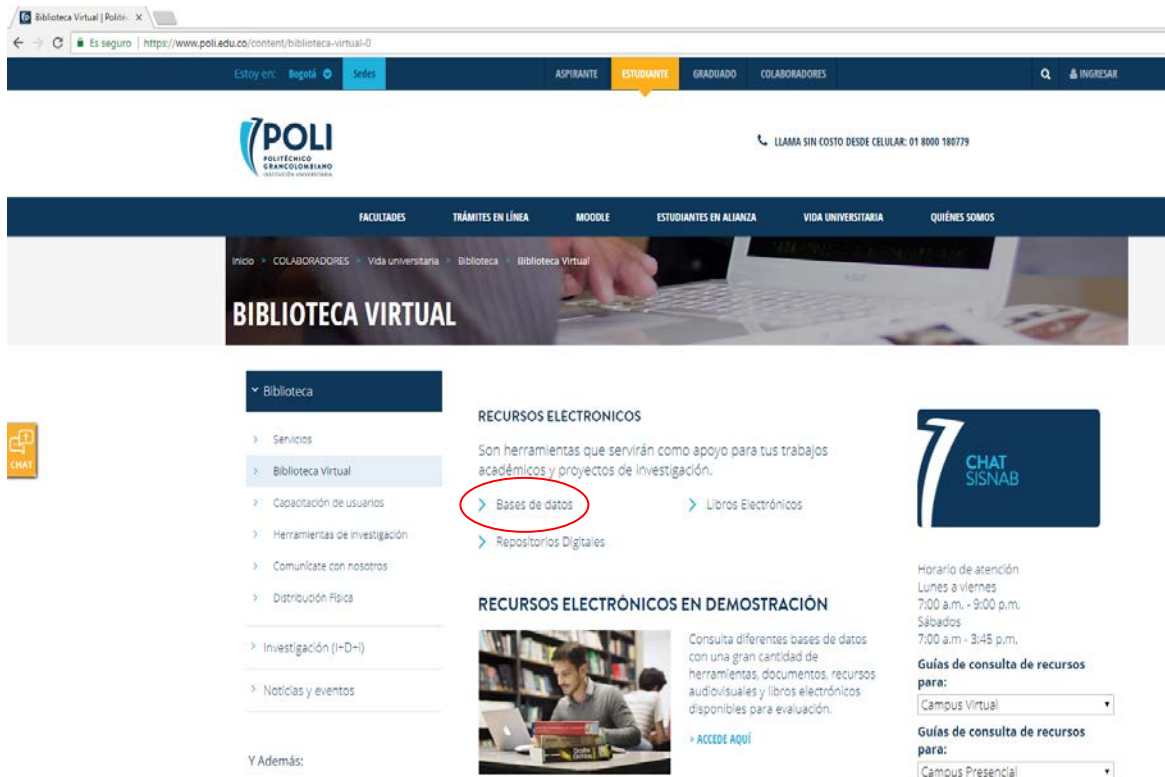 Biblioteca Virtual | Polité
Es seguro | https://www.poli.edu.co/content/biblioteca-virtual-0
Estoy en: Bogotá Sedes ASPIRANTE ESTUDIANTE GRADUADO COLABORADORES INGRESAR
POLI
POLITÉCNICO
GRANCOLOMBIANO
INSTITUCIÓN UNIVERSITARIA
LLAMA SIN COSTO DESDE CELULAR: 01 8000 180779
FACULTADES TRÁMITES EN LÍNEA MOODLE ESTUDIANTES EN ALIANZA VIDA UNIVERSITARIA QUIÉNES SOMOS
Inicio > COLABORADORES > Vida universitaria > Biblioteca > Biblioteca Virtual
BIBLIOTECA VIRTUAL
CHAT
Biblioteca
> Servicios
> Biblioteca Virtual
> Capacitación de usuarios
> Herramientas de investigación
> Comunícate con nosotros
> Distribución Física
> Investigación (I+D+i)
> Noticias y eventos
Y Además:
RECURSOS ELECTRONICOS
Son herramientas que servirán como apoyo para tus trabajos
académicos y proyectos de investigación.
> Bases de datos > Libros Electrónicos
> Repositorios Digitales
RECURSOS ELECTRÓNICOS EN DEMOSTRACIÓN
Consulta diferentes bases de datos
con una gran cantidad de
herramientas, documentos, recursos
audiovisuales y libros electrónicos
disponibles para evaluación.
> ACCEDE AQUÍ
CHAT
SISNAB
Horario de atención
Lunes a viernes
7:00 a.m. - 9:00 p.m.
Sábados
7:00 a.m - 3:45 p.m.
Guías de consulta de recursos
para:
Campus Virtual
Guías de consulta de recursos
para:
Campus Presencial